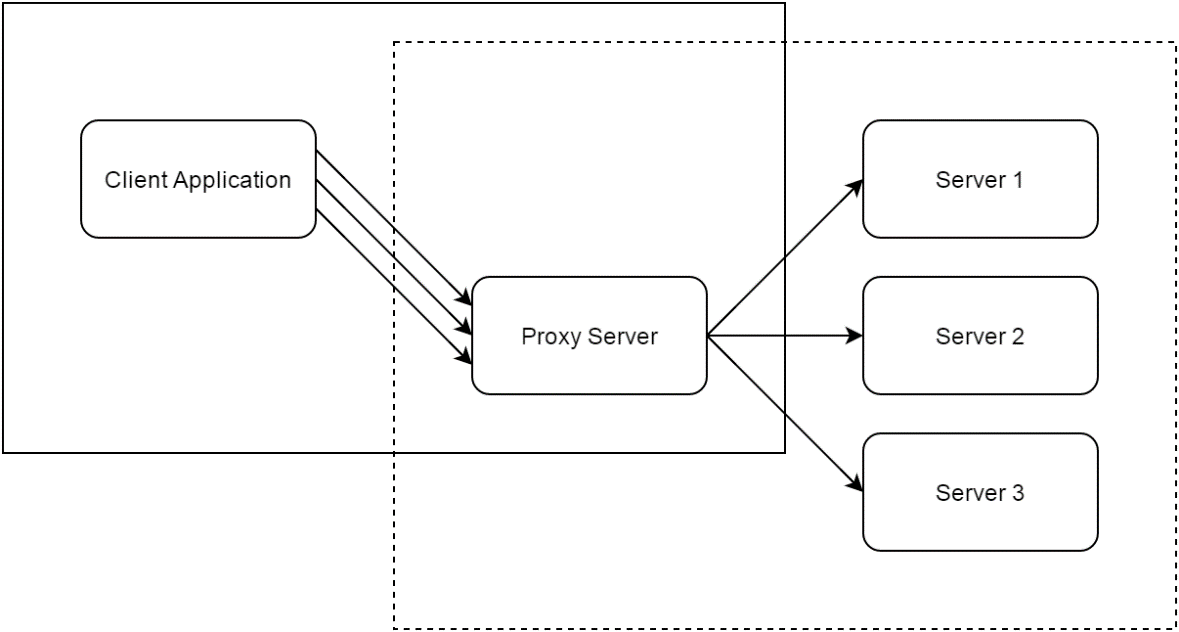 Client Application
Proxy Server
Server 1
Server 2
Server 3